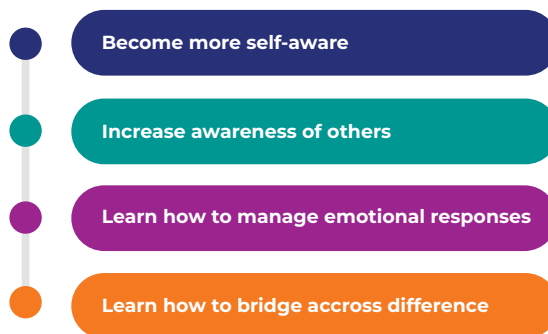 Become more self-aware
Increase awareness of others
Learn how to manage emotional responses
Learn how to bridge accross difference